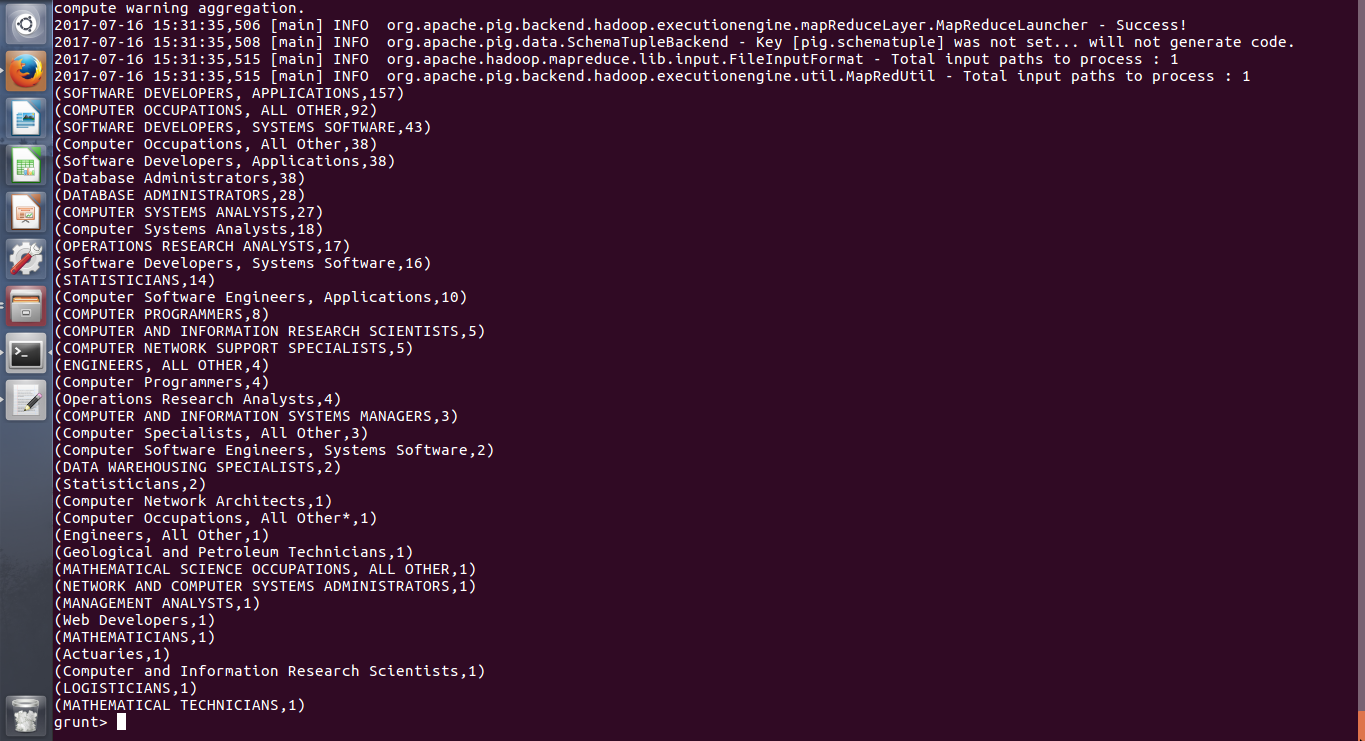 compute warning aggregation.
2017-07-16 15:31:35,506 [main] INFO  org.apache.pig.backend.hadoop.executionengine.mapReduceLayer.MapReduceLauncher - Success!
2017-07-16 15:31:35,508 [main] INFO  org.apache.pig.data.SchemaTupleBackend - Key [pig.schematuple] was not set... will not generate code.
2017-07-16 15:31:35,515 [main] INFO  org.apache.hadoop.mapreduce.lib.input.FileInputFormat - Total input paths to process : 1
2017-07-16 15:31:35,515 [main] INFO  org.apache.pig.backend.hadoop.executionengine.util.MapRedUtil - Total input paths to process : 1
(SOFTWARE DEVELOPERS, APPLICATIONS,157)
(COMPUTER OCCUPATIONS, ALL OTHER,92)
(SOFTWARE DEVELOPERS, SYSTEMS SOFTWARE,43)
(Computer Occupations, All Other,38)
(Software Developers, Applications,38)
(Database Administrators,38)
(DATABASE ADMINISTRATORS,28)
(COMPUTER SYSTEMS ANALYSTS,27)
(Computer Systems Analysts,18)
(OPERATIONS RESEARCH ANALYSTS,17)
(Software Developers, Systems Software,16)
(STATISTICIANS,14)
(Computer Software Engineers, Applications,10)
(COMPUTER PROGRAMMERS,8)
(COMPUTER AND INFORMATION RESEARCH SCIENTISTS,5)
(COMPUTER NETWORK SUPPORT SPECIALISTS,5)
(ENGINEERS, ALL OTHER,4)
(Computer Programmers,4)
(Operations Research Analysts,4)
(COMPUTER AND INFORMATION SYSTEMS MANAGERS,3)
(Computer Specialists, All Other,3)
(Computer Software Engineers, Systems Software,2)
(DATA WAREHOUSING SPECIALISTS,2)
(Statisticians,2)
(Computer Network Architects,1)
(Computer Occupations, All Other*,1)
(Engineers, All Other,1)
(Geological and Petroleum Technicians,1)
(MATHEMATICAL SCIENCE OCCUPATIONS, ALL OTHER,1)
(NETWORK AND COMPUTER SYSTEMS ADMINISTRATORS,1)
(MANAGEMENT ANALYSTS,1)
(Web Developers,1)
(MATHEMATICIANS,1)
(Actuaries,1)
(Computer and Information Research Scientists,1)
(LOGISTICIANS,1)
(MATHEMATICAL TECHNICIANS,1)
grunt>